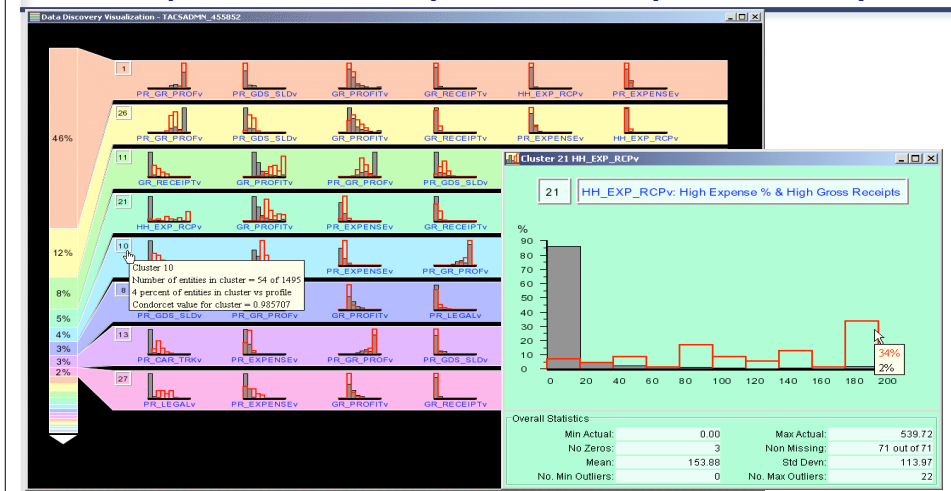 Data Discovery Visualization - TACSADMN_455852
46%
12%
8%
5%
4%
3%
3%
2%
1
PR_GR_PROFv PR_GDS_SLDv GR_PROFITv GR_RECEIPTv HH_EXP_RCPv PR_EXPENSEv
26
PR_GR_PROFv PR_GDS_SLDv GR_PROFITv GR_RECEIPTv PR_EXPENSEv HH_EXP_RCPv
11
GR_RECEIPTv GR_PROFITv PR_GR_PROFv PR_GDS_SLDv
21
HH_EXP_RCPv GR_PROFITv PR_EXPENSEv GR_RECEIPTv
10
PR_EXPENSEv PR_GR_PROFv
Cluster 10
Number of entities in cluster = 54 of 1495
4 percent of entities in cluster vs profile
Condorcet value for cluster = 0.985707
8
PR_GDS_SLDv PR_GR_PROFv GR_PROFITv PR_LEGALv
13
PR_CAR_TRKv PR_EXPENSEv PR_GR_PROFv PR_GDS_SLDv
27
PR_LEGALv PR_EXPENSEv GR_PROFITv GR_RECEIPTv
Cluster 21 HH_EXP_RCPv
21 HH_EXP_RCPv: High Expense % & High Gross Receipts
%
90
80
70
60
50
40
30
20
10
0
0 20 40 60 80 100 120 140 160 180 200
34%
2%
Overall Statistics
Min Actual: 0.00 Max Actual: 539.72
No Zeros: 3 Non Missing: 71 out of 71
Mean: 153.88 Std Devn: 113.97
No. Min Outliers: 0 No. Max Outliers: 22